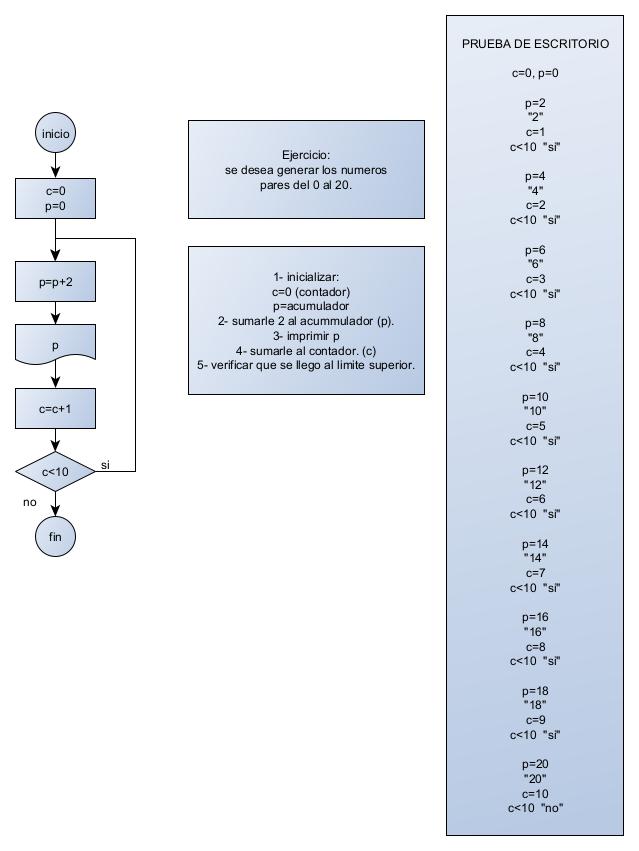 inicio
c=0
p=0
p=p+2
p
c=c+1
c<10
si
no
fin
Ejercicio:
se desea generar los numeros
pares del 0 al 20.
1- inicializar:
c=0 (contador)
p=acumulador
2- sumarle 2 al acummulador (p).
3- imprimir p
4- sumarle al contador. (c)
5- verificar que se llego al limite superior.
PRUEBA DE ESCRITORIO
c=0, p=0
p=2
"2"
c=1
c<10 "si"
p=4
"4"
c=2
c<10 "si"
p=6
"6"
c=3
c<10 "si"
p=8
"8"
c=4
c<10 "si"
p=10
"10"
c=5
c<10 "si"
p=12
"12"
c=6
c<10 "si"
p=14
"14"
c=7
c<10 "si"
p=16
"16"
c=8
c<10 "si"
p=18
"18"
c=9
c<10 "si"
p=20
"20"
c=10
c<10 "no"